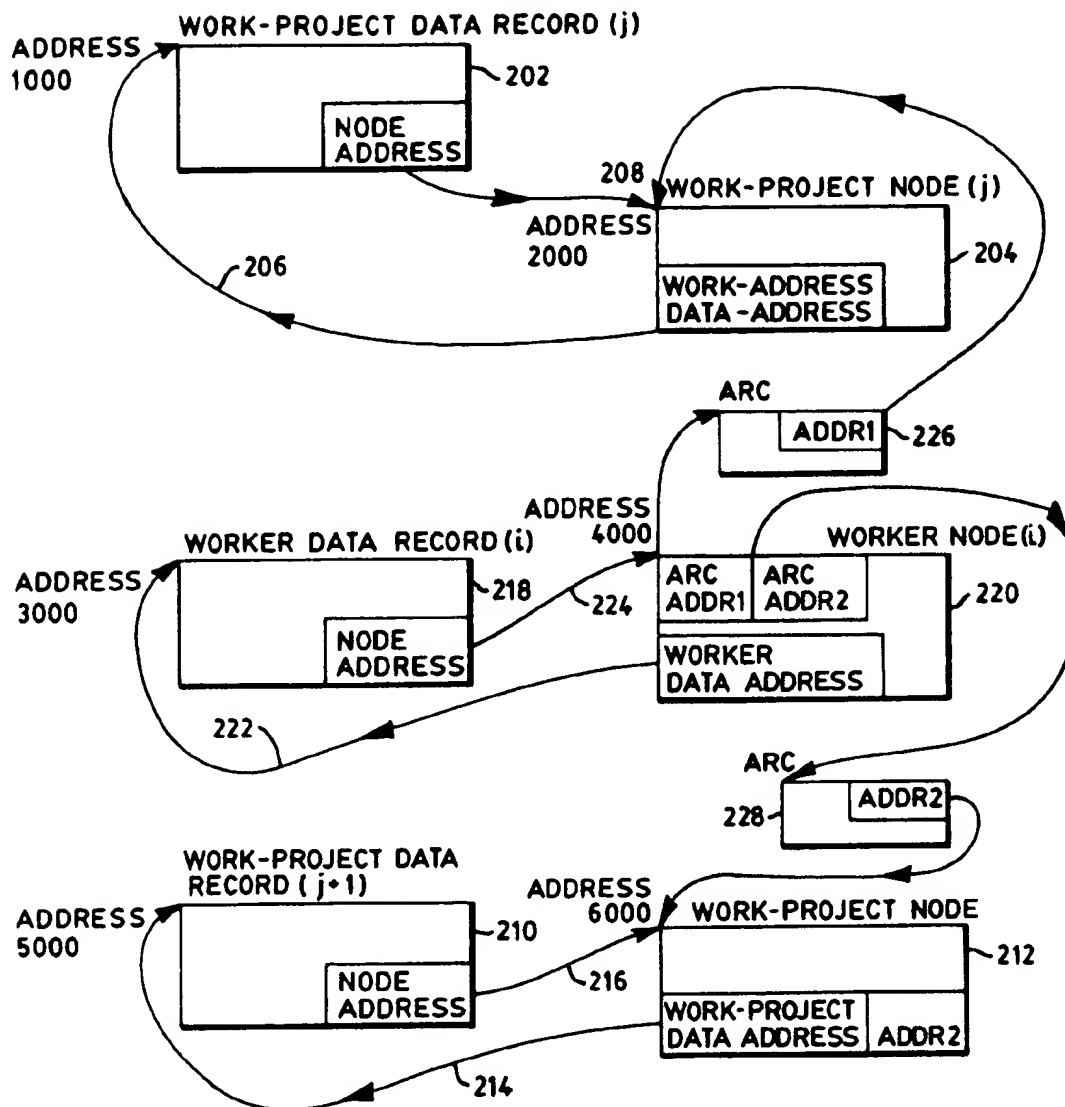 WORK-PROJECT DATA RECORD (j)
ADDRESS
1000
202
NODE
ADDRESS
208
WORK-PROJECT NODE (j)
ADDRESS
2000
204
206
WORK-ADDRESS
DATA-ADDRESS
ARC
ADDR1
226
ADDRESS
4000
WORKER DATA RECORD (i)
WORKER NODE (i)
ADDRESS
3000
218
224
ARC
ADDR1
ARC
ADDR2
220
NODE
ADDRESS
WORKER
DATA ADDRESS
222
ARC
ADDR2
228
WORK-PROJECT DATA
RECORD (j+1)
ADDRESS
6000
WORK-PROJECT NODE
ADDRESS
5000
210
212
NODE
ADDRESS
216
WORK-PROJECT
DATA ADDRESS
ADDR2
214